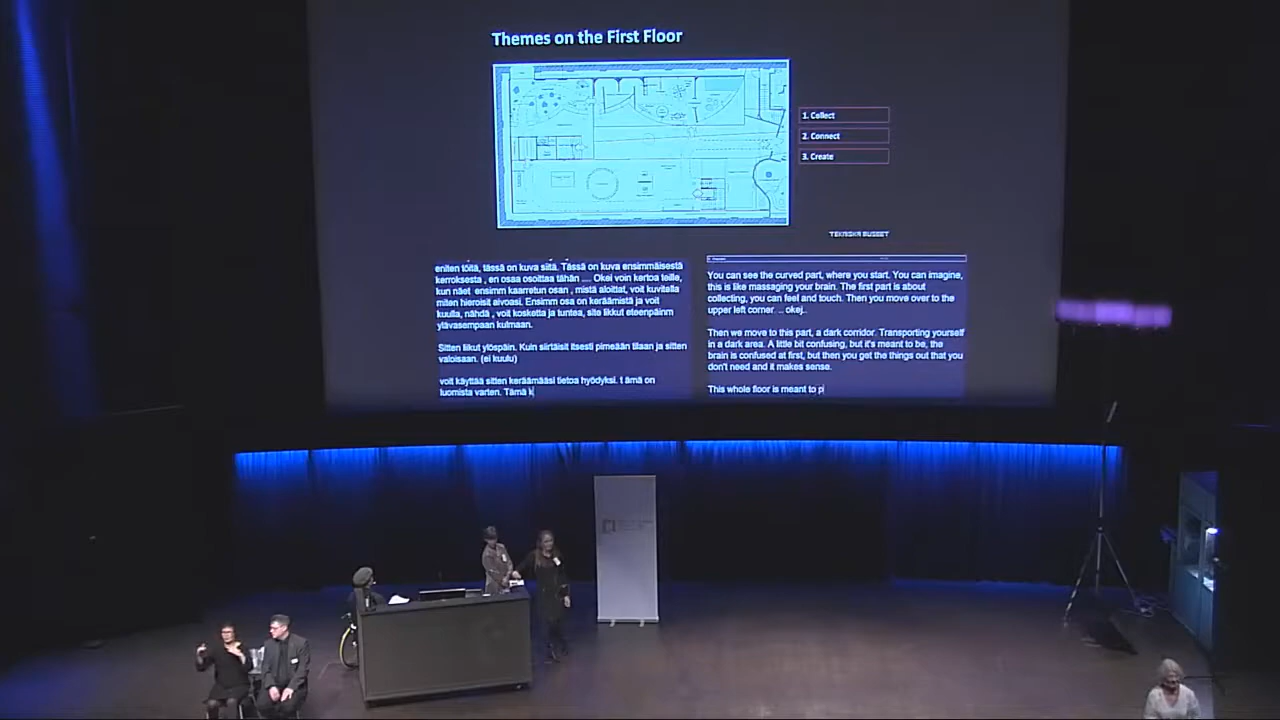 Themes on the First Floor
1. Collect
2. Connect
3. Create
TEKNISKA MUSEET
eniten töitä, tässä on kuva siitä. Tässä on kuva ensimmäisestä
kerroksesta , en osaa osoittaa tähän .... Okei voin kertoa teille,
kun näet ensimm kaarretun osan , mistä aloittat, voit kuvitella
miten hieroisit aivoasi. Ensimm osa on keräämistä ja voit
kuulla, nähdä , voit kosketta ja tuntea, site liikut eteenpäinm
ylävasempaan kulmaan.
Sitten liikut ylöspäin. Kuin siirtäisit itsesti pimeään tilaan ja sitten
valoisaan. (ei kuulu)
voit käyttää sitten keräämääsi tietoa hyödyksi. t ämä on
luomista varten. Tämä k
You can see the curved part, where you start. You can imagine,
this is like massaging your brain. The first part is about
collecting, you can feel and touch. Then you move over to the
upper left corner. .. okej..
Then we move to this part, a dark corridor. Transporting yourself
in a dark area. A little bit confusing, but it's meant to be, the
brain is confused at first, but then you get the things out that you
don't need and it makes sense.
This whole floor is meant to p